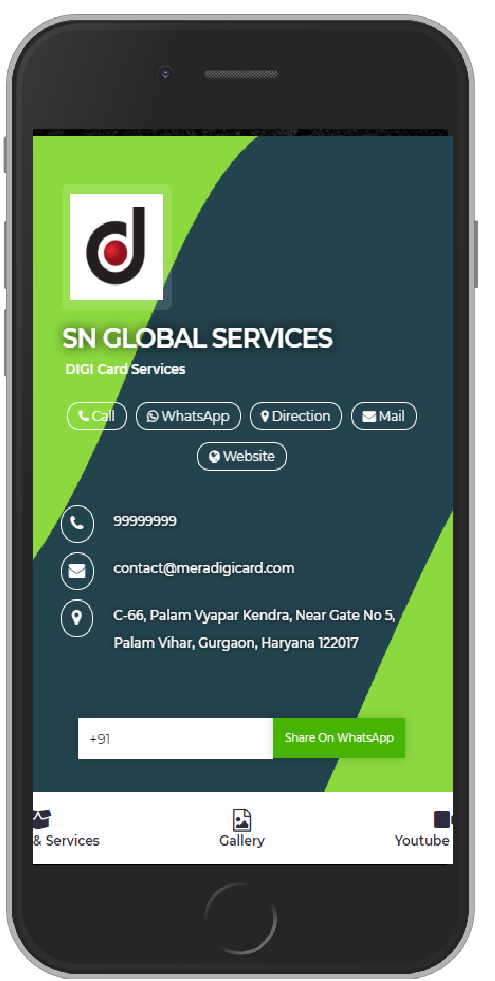 SN GLOBAL SERVICES
DIGI Card Services
Call WhatsApp Direction Mail
Website
99999999
contact@meradigicard.com
C-66, Palam Vyapar Kendra, Near Gate No 5,
Palam Vihar, Gurgaon, Haryana 122017
+91 Share On WhatsApp
& Services Gallery Youtube